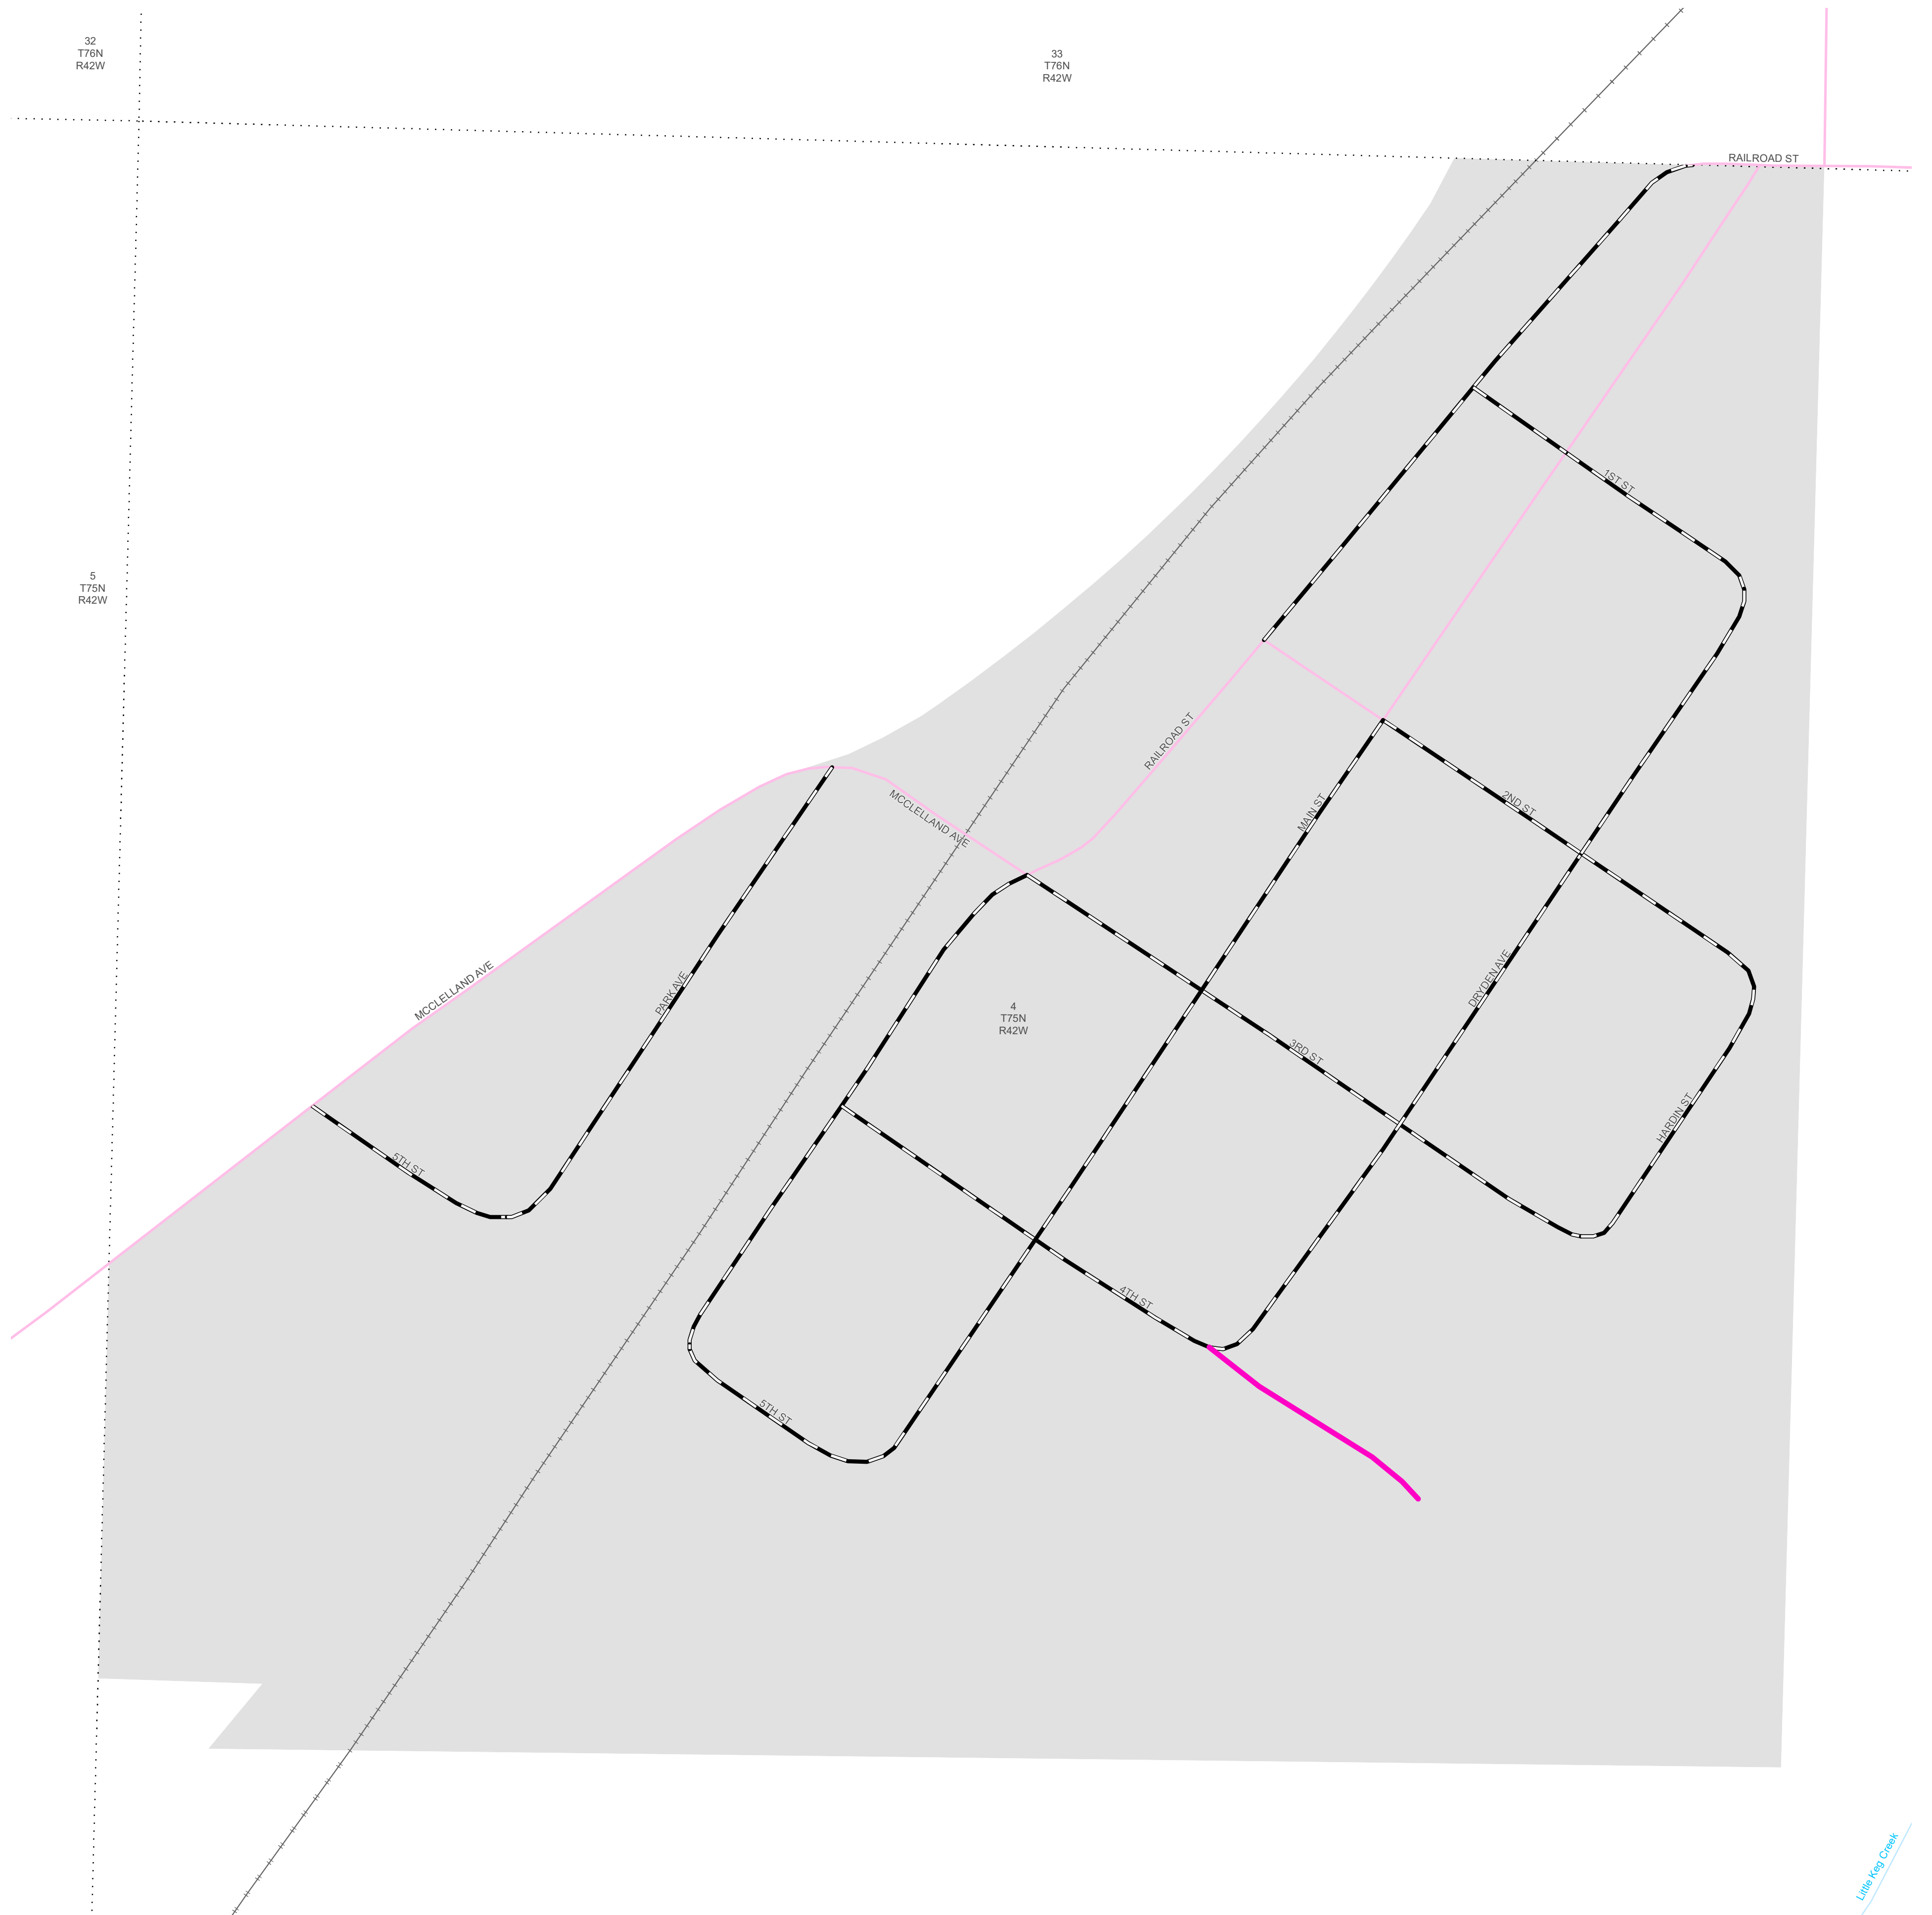 32
T76N
R42W
33
T76N
R42W
RAILROAD ST
1ST ST
5
T75N
R42W
RAILROAD ST
MCCLELLAND AVE
MAIN ST
2ND ST
MCCLELLAND AVE
PARK AVE
DRYDEN AVE
4
T75N
R42W
3RD ST
HARDIN ST
5TH ST
4TH ST
5TH ST
Little Keg Creek